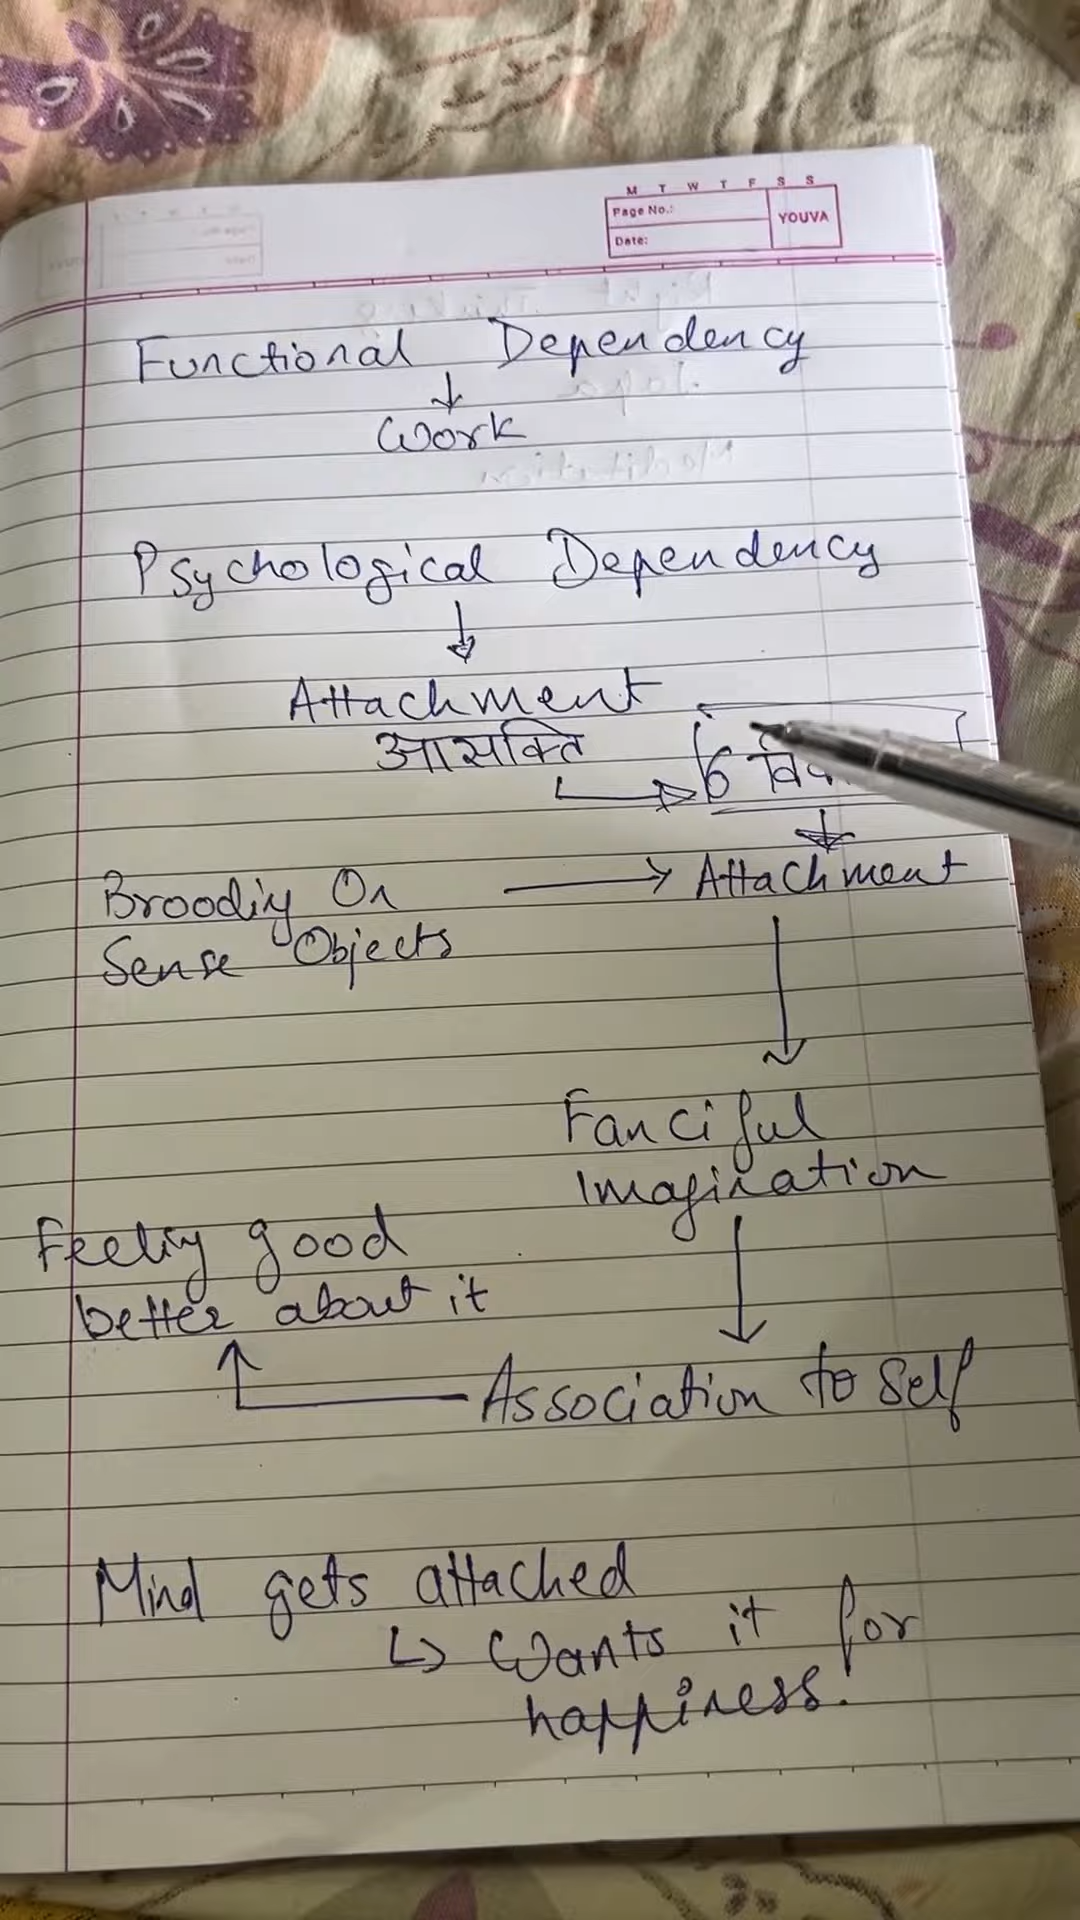 M T W T F S S
Page No.:
YOUVA
Date:
Functional Dependency
Work
Psychological Dependency
Attachment
आसक्ति
6
Brooding On
Sense Objects
Attachment
Fanciful
Imagination
Feeling good
better about it
Association to Self
Mind gets attached
Wants it for
happiness.